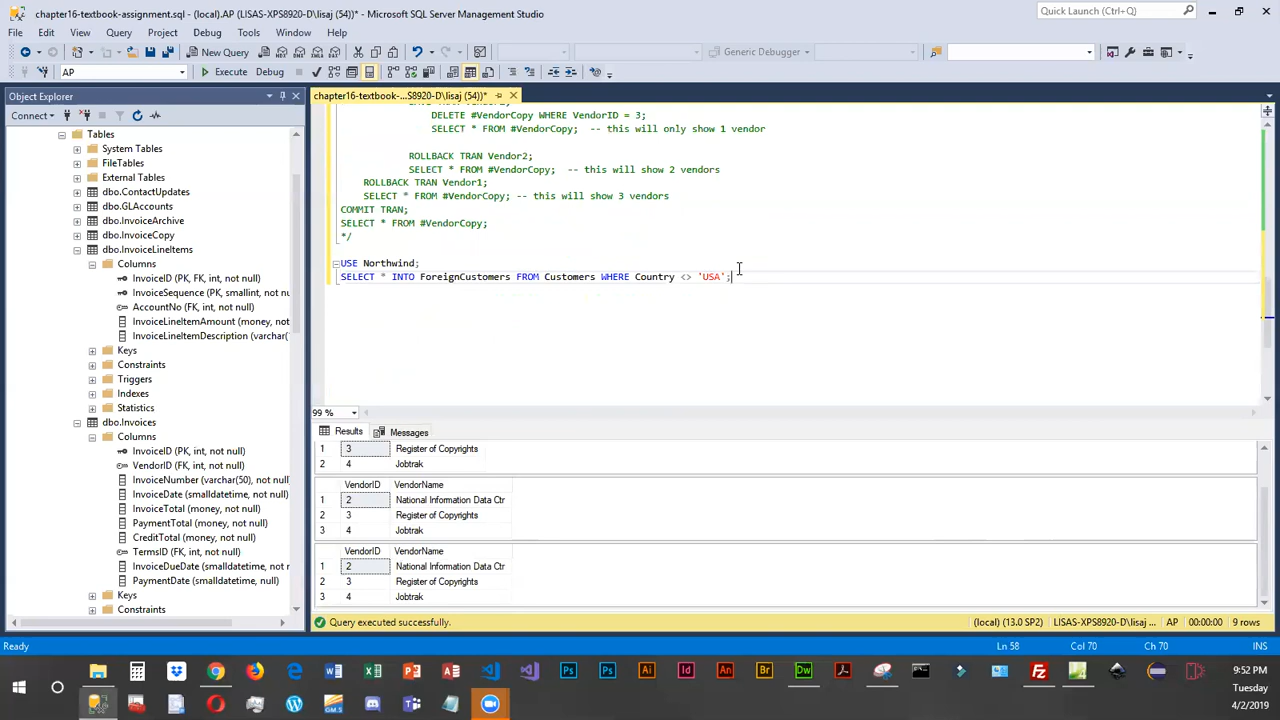 chapter16-textbook-assignment.sql - (local).AP (LISAS-XPS8920-D\lisaj (54))* - Microsoft SQL Server Management Studio
Quick Launch (Ctrl+Q)
File Edit View Query Project Debug Tools Window Help
New Query
Generic Debugger
AP
Execute Debug
Object Explorer
chapter16-textbook-...S8920-D\lisaj (54))*
Connect
Tables
System Tables
FileTables
External Tables
dbo.ContactUpdates
dbo.GLAccounts
dbo.InvoiceArchive
dbo.InvoiceCopy
dbo.InvoiceLineItems
Columns
InvoiceID (PK, FK, int, not null)
InvoiceSequence (PK, smallint, not
AccountNo (FK, int, not null)
InvoiceLineItemAmount (money, not
InvoiceLineItemDescription (varchar(
Keys
Constraints
Triggers
Indexes
Statistics
dbo.Invoices
Columns
InvoiceID (PK, int, not null)
VendorID (FK, int, not null)
InvoiceNumber (varchar(50), not null)
InvoiceDate (smalldatetime, not null)
InvoiceTotal (money, not null)
PaymentTotal (money, not null)
CreditTotal (money, not null)
TermsID (FK, int, not null)
InvoiceDueDate (smalldatetime, not
PaymentDate (smalldatetime, null)
Keys
Constraints
DELETE #VendorCopy WHERE VendorID = 3;
SELECT * FROM #VendorCopy; -- this will only show 1 vendor
ROLLBACK TRAN Vendor2;
SELECT * FROM #VendorCopy; -- this will show 2 vendors
ROLLBACK TRAN Vendor1;
SELECT * FROM #VendorCopy; -- this will show 3 vendors
COMMIT TRAN;
SELECT * FROM #VendorCopy;
*/
USE Northwind;
SELECT * INTO ForeignCustomers FROM Customers WHERE Country <> 'USA';
99 %
Results Messages
1 3 Register of Copyrights
2 4 Jobtrak
VendorID VendorName
1 2 National Information Data Ctr
2 3 Register of Copyrights
3 4 Jobtrak
VendorID VendorName
1 2 National Information Data Ctr
2 3 Register of Copyrights
3 4 Jobtrak
Query executed successfully.
(local) (13.0 SP2) LISAS-XPS8920-D\lisaj ... AP 00:00:00 9 rows
Ready
Ln 58 Col 70 Ch 70 INS
Ps Ps Ai Id An Br Dw
GM:S
:52 PM
Tuesday
4/2/2019